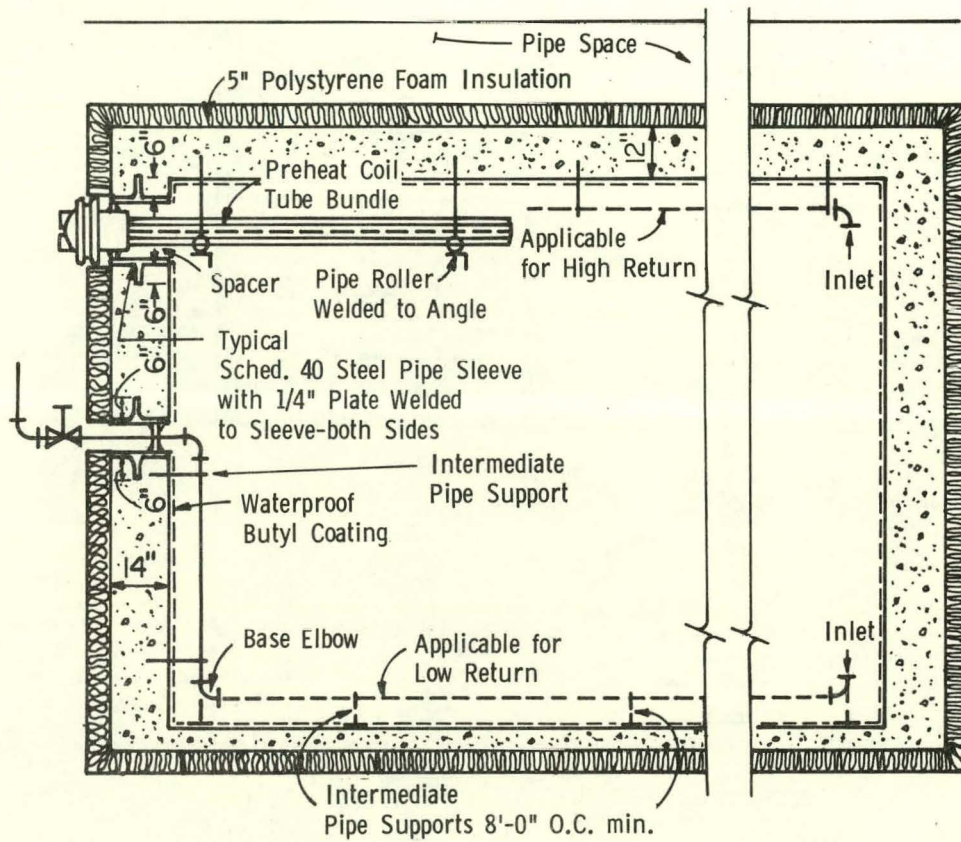 Pipe Space
5" Polystyrene Foam Insulation
6"
12"
Preheat Coil
Tube Bundle
Applicable
for High Return
Inlet
Spacer
Pipe Roller
Welded to Angle
6"
6"
Typical
Sched. 40 Steel Pipe Sleeve
with 1/4" Plate Welded
to Sleeve-both Sides
Intermediate
Pipe Support
6"
Waterproof
Butyl Coating
14"
Base Elbow
Applicable for
Low Return
Inlet
Intermediate
Pipe Supports 8'-0" O.C. min.